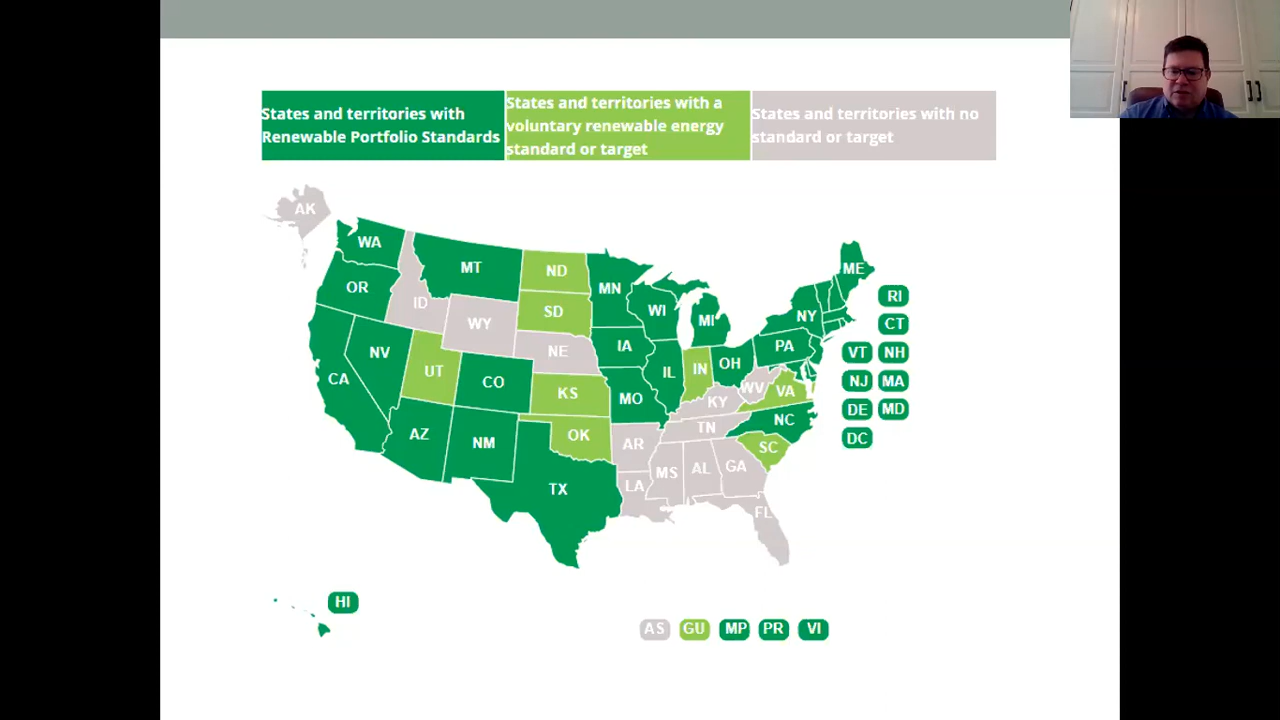 States and territories with
Renewable Portfolio Standards
States and territories with a
voluntary renewable energy
standard or target
States and territories with no
standard or target
AK
WA
MT
ND
MN
ME
OR
ID
SD
WI
MI
NY
RI
WY
CT
NV
UT
CO
NE
IA
IL
IN
OH
PA
VT
NH
CA
KS
MO
KY
WV
VA
NJ
MA
AZ
NM
OK
AR
TN
NC
DE
MD
SC
DC
TX
LA
MS
AL
GA
FL
HI
AS
GU
MP
PR
VI